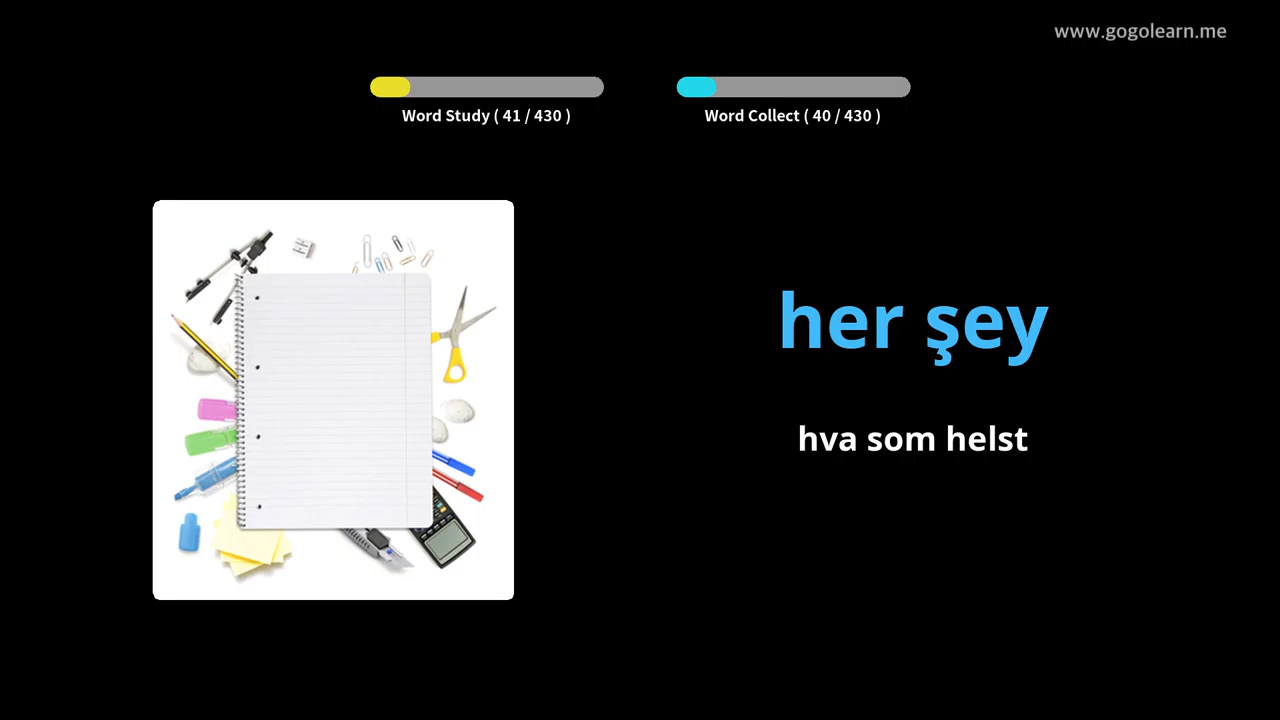 www.gogolearn.me
Word Study ( 41 / 430 )
Word Collect ( 40 / 430 )
her şey
hva som helst